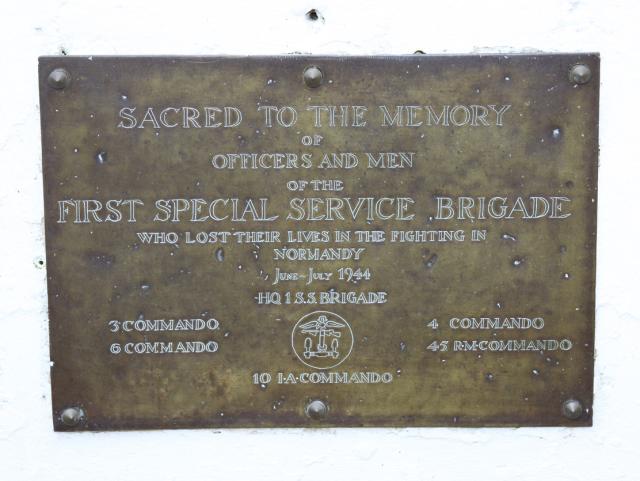 SACRED TO THE MEMORY
OF
OFFICERS AND MEN
OF THE
FIRST SPECIAL SERVICE BRIGADE
WHO LOST THEIR LIVES IN THE FIGHTING IN
NORMANDY
JUNE-JULY 1944
HQ 1 S.S. BRIGADE
3 COMMANDO
4 COMMANDO
6 COMMANDO
45 R·M·COMMANDO
10 I·A·COMMANDO